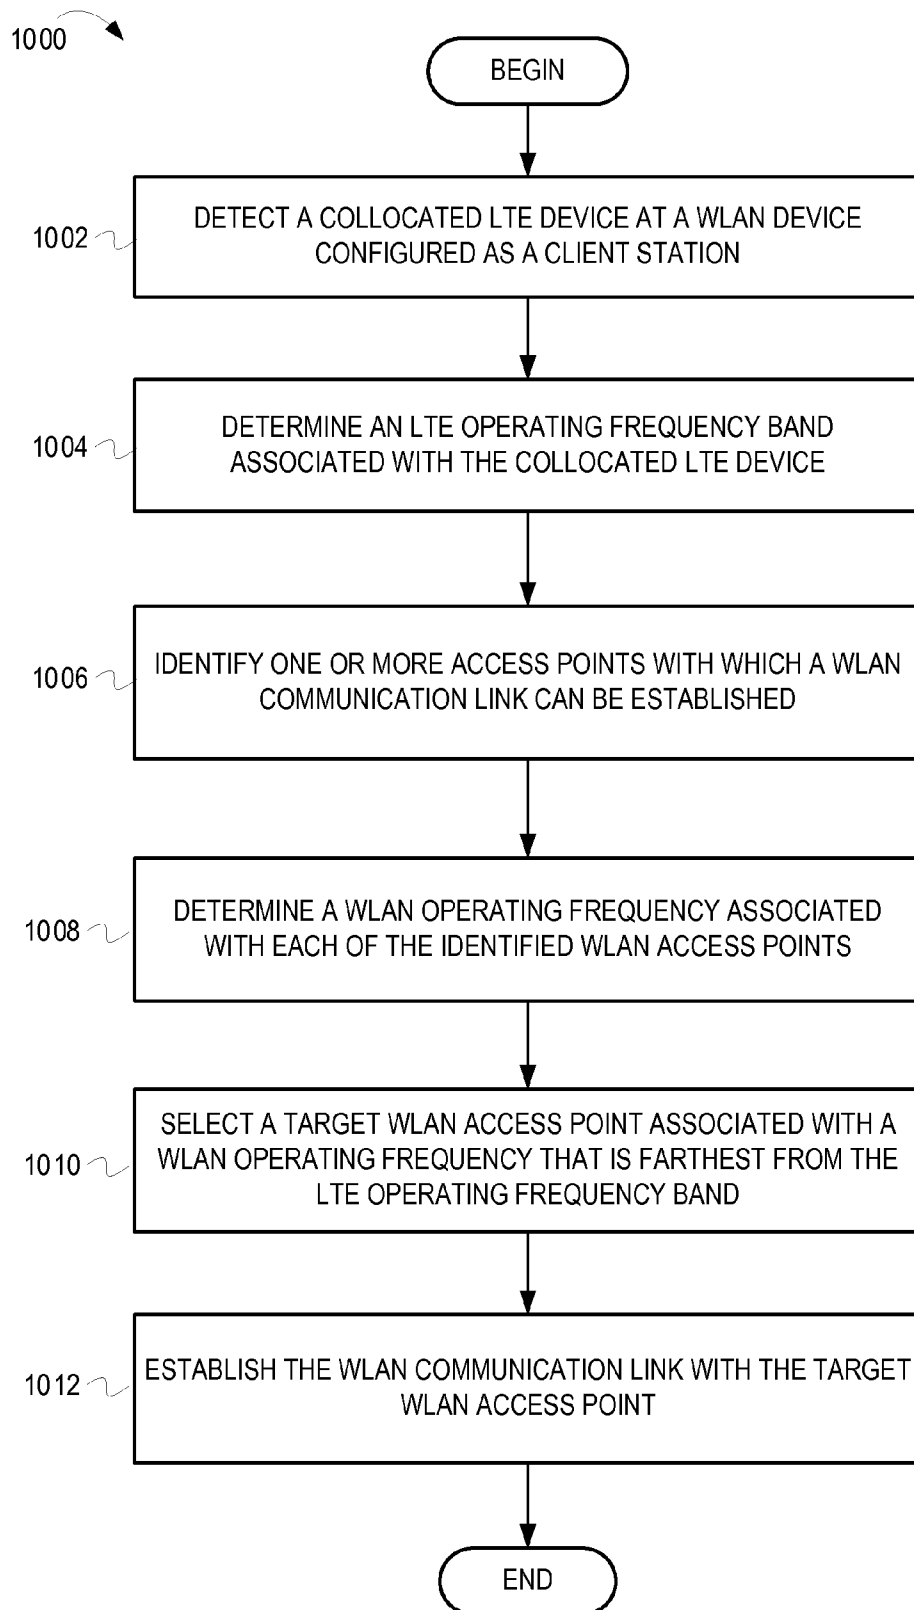 1000
BEGIN
1002
DETECT A COLLOCATED LTE DEVICE AT A WLAN DEVICE
CONFIGURED AS A CLIENT STATION
1004
DETERMINE AN LTE OPERATING FREQUENCY BAND
ASSOCIATED WITH THE COLLOCATED LTE DEVICE
1006
IDENTIFY ONE OR MORE ACCESS POINTS WITH WHICH A WLAN
COMMUNICATION LINK CAN BE ESTABLISHED
1008
DETERMINE A WLAN OPERATING FREQUENCY ASSOCIATED
WITH EACH OF THE IDENTIFIED WLAN ACCESS POINTS
1010
SELECT A TARGET WLAN ACCESS POINT ASSOCIATED WITH A
WLAN OPERATING FREQUENCY THAT IS FARTHEST FROM THE
LTE OPERATING FREQUENCY BAND
1012
ESTABLISH THE WLAN COMMUNICATION LINK WITH THE TARGET
WLAN ACCESS POINT
END